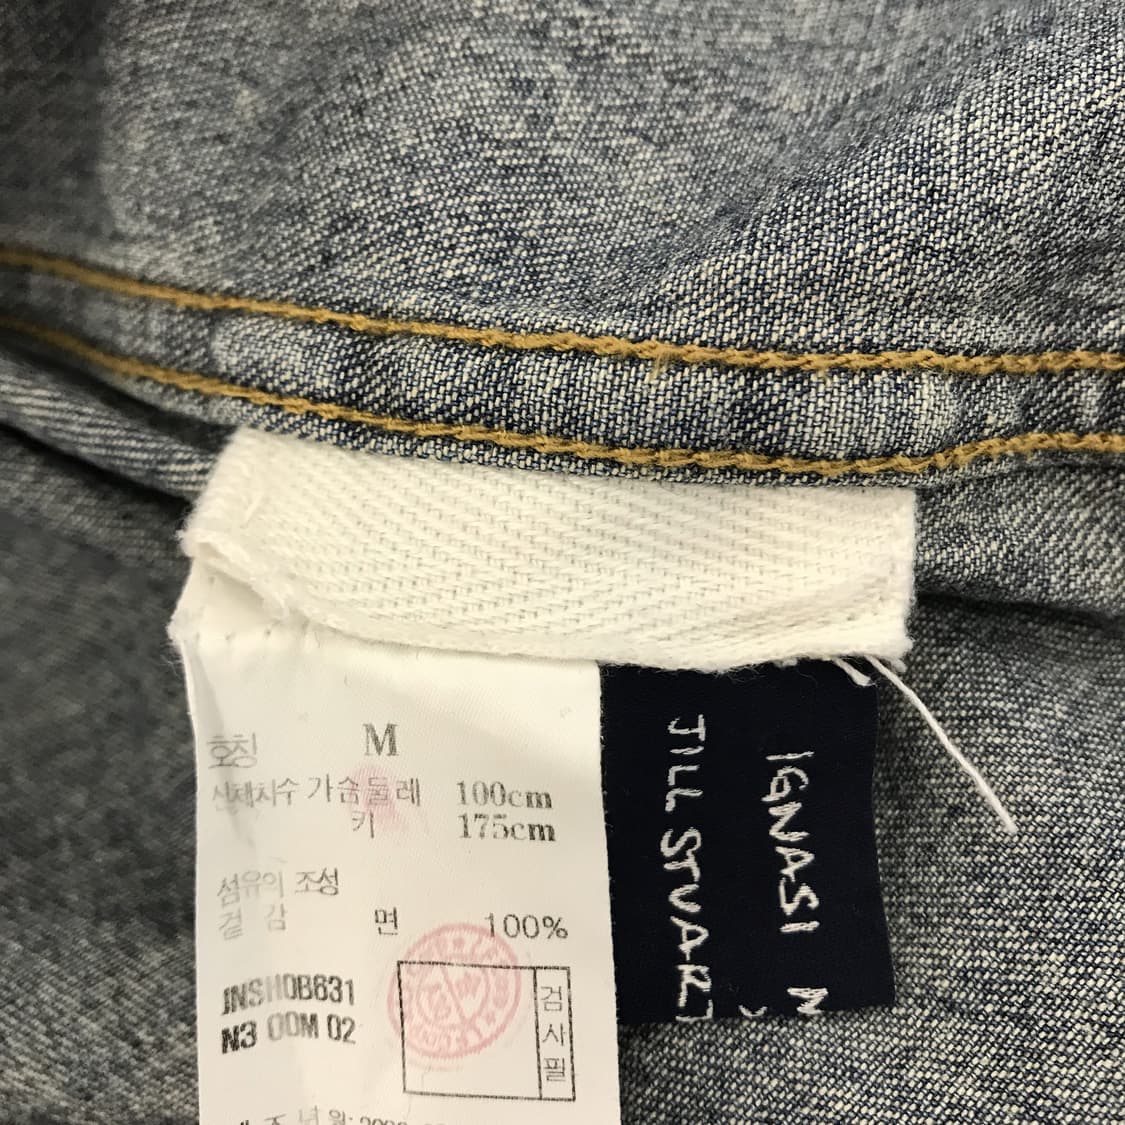 호칭 M
신체치수 가슴둘레 100cm
키 175cm
섬유의 조성
겉 감 면 100%
JNSH0B631
N3 00M 02
검사필
JILL STUART
IGNASI